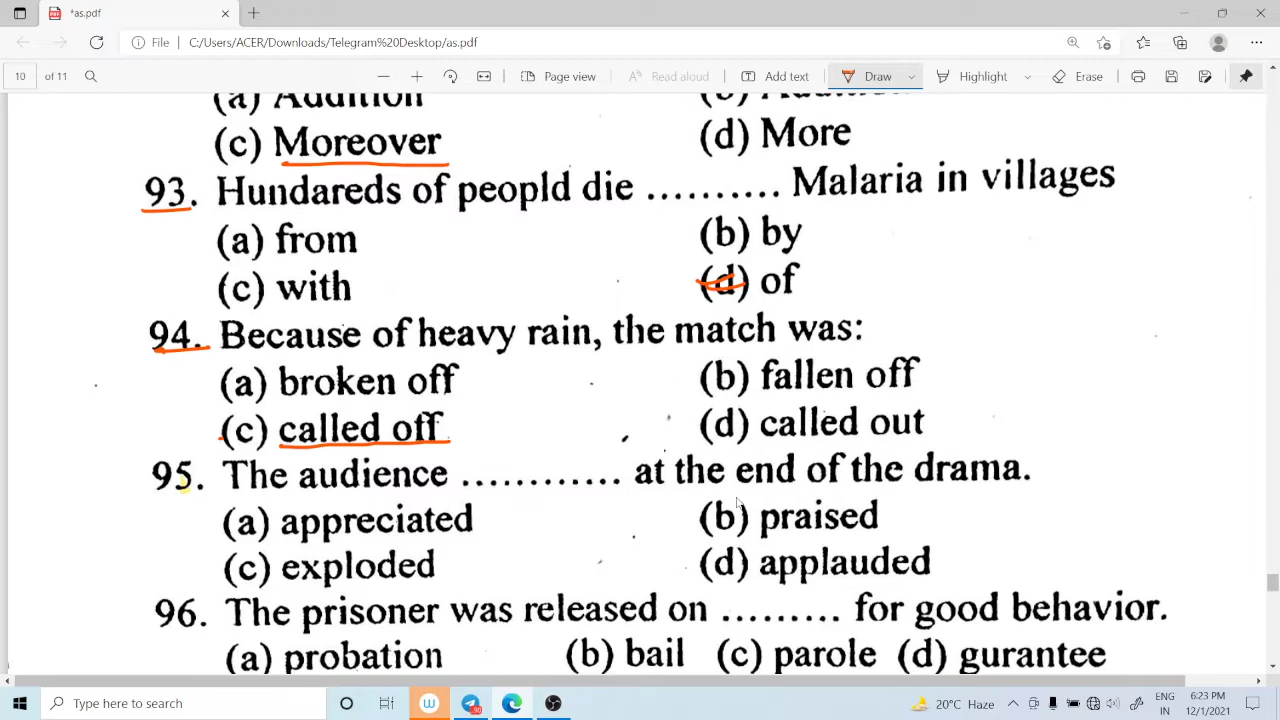 *as.pdf
File C:/Users/ACER/Downloads/Telegram%20Desktop/as.pdf
10 of 11 Page view Read aloud Add text Draw Highlight Erase
(a) Addition
(c) Moreover (d) More
93. Hundareds of peopld die .......... Malaria in villages
(a) from (b) by
(c) with (d) of
94. Because of heavy rain, the match was:
(a) broken off (b) fallen off
(c) called off (d) called out
95. The audience ............ at the end of the drama.
(a) appreciated (b) praised
(c) exploded (d) applauded
96. The prisoner was released on ......... for good behavior.
(a) probation (b) bail (c) parole (d) gurantee
Type here to search 20°C Haze ENG 6:23 PM
IN 12/1/2021